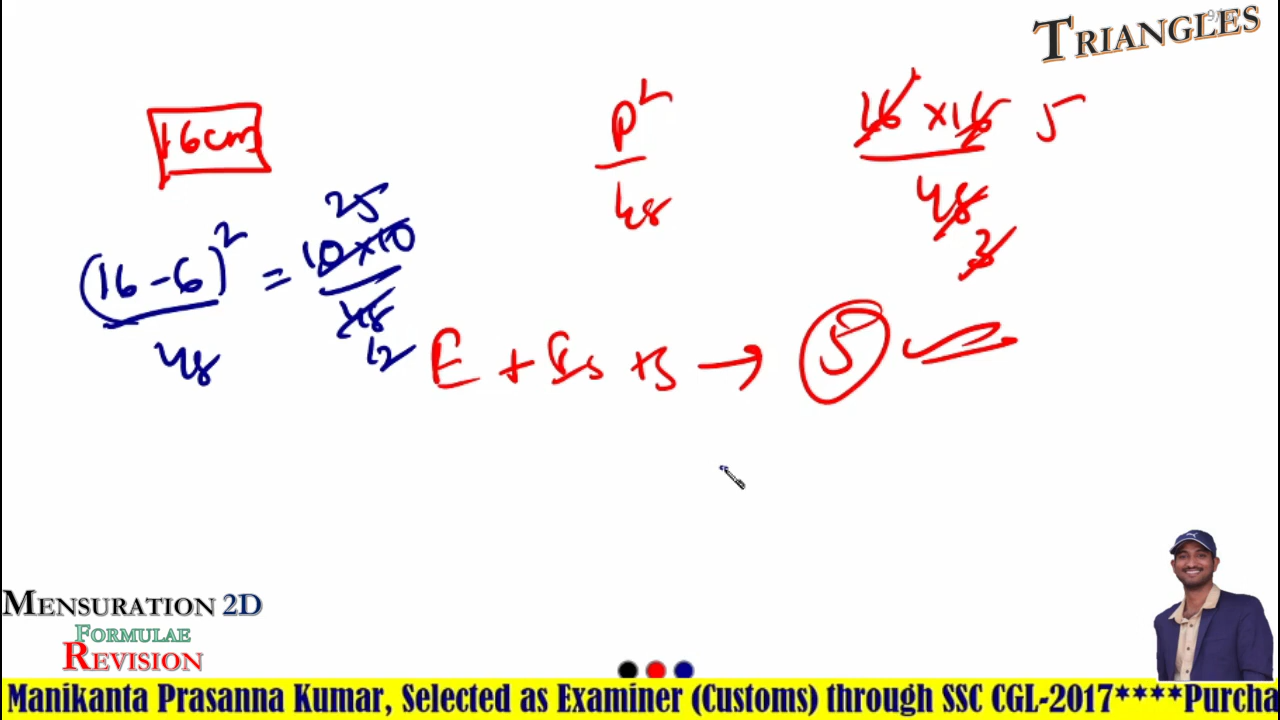 TRIANGLES
16cm
P²
48
16 × 16 5
48
3
25
(16 - 6)² = 10 × 10
48 48
12
E + Is + S → 5
MENSURATION 2D
FORMULAE
REVISION
Manikanta Prasanna Kumar, Selected as Examiner (Customs) through SSC CGL-2017****Purcha